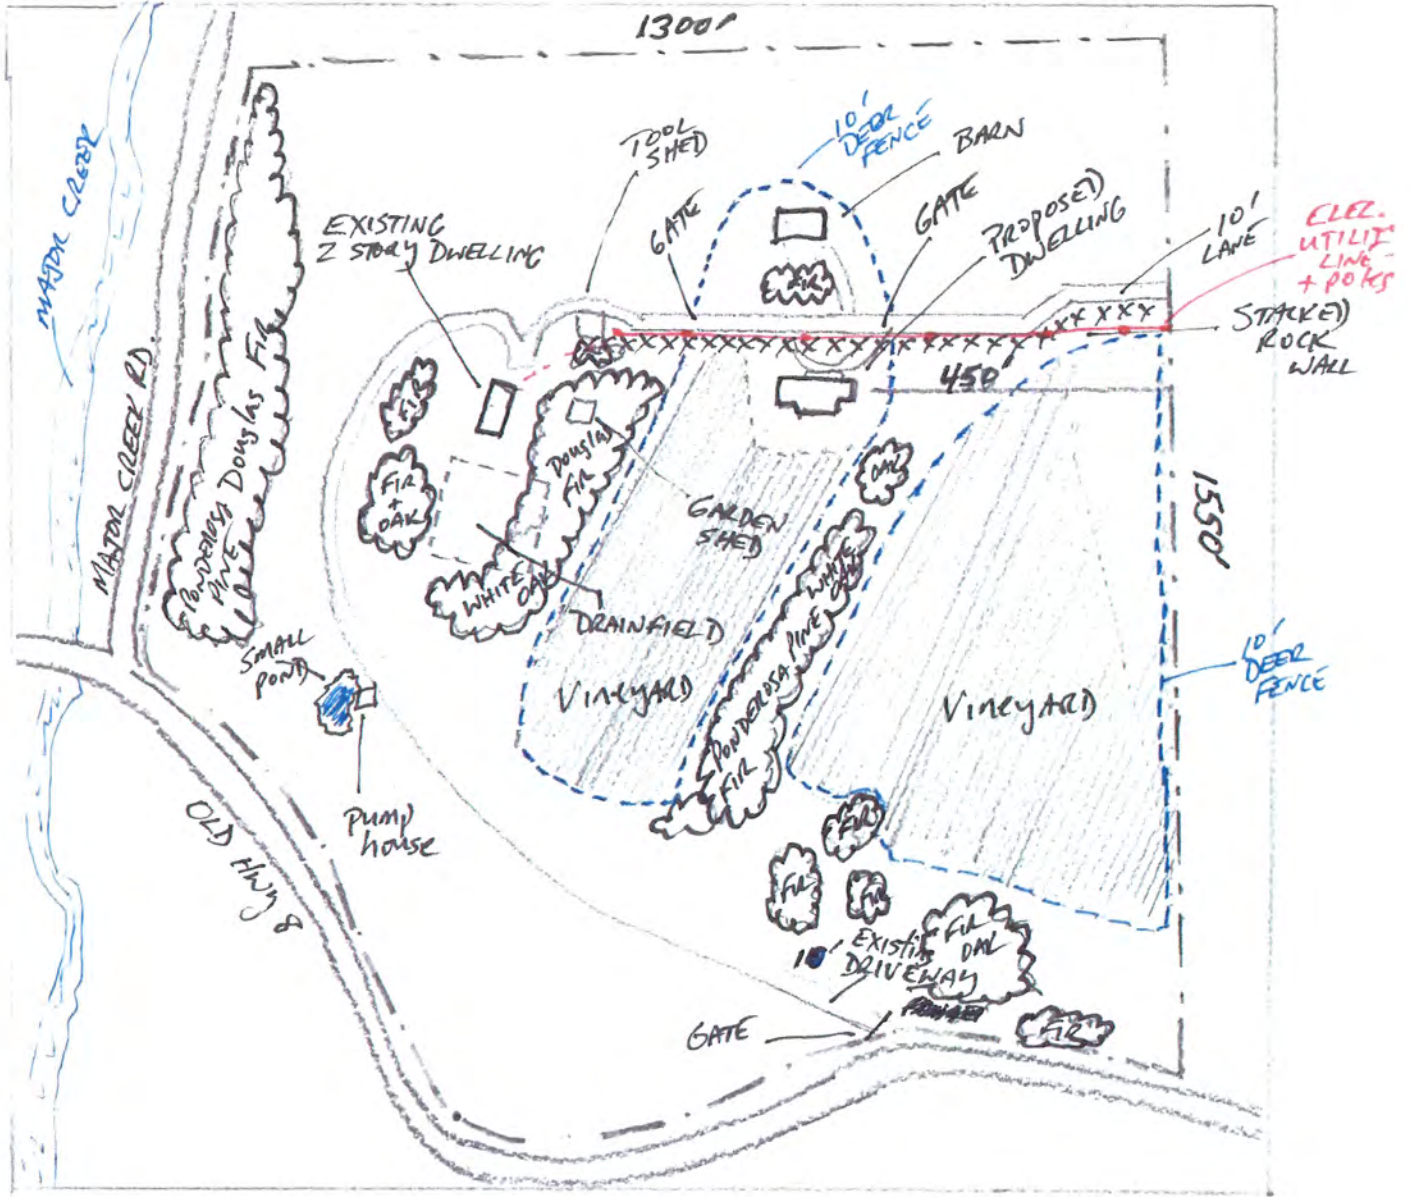 1300'
MAJOR CREEK
TOOL
SHED
10'
DEER
FENCE
BARN
EXISTING
2 STORY DWELLING
GATE
GATE
PROPOSED
DWELLING
10'
LANE
ELEC.
UTILITY
LINE
+ POLES
STACKED
ROCK
WALL
FIR
450'
MAJOR CREEK RD.
PONDEROSA
PINE
Douglas Fir
FIR
FIR
+
OAK
Douglas
FIR
OAK
GARDEN
SHED
1550'
WHITE
OAK
DRAINFIELD
WHITE
OAK
PONDEROSA PINE
FIR
SMALL
POND
VineyARD
VineyARD
10'
DEER
FENCE
OLD HWY 8
Pump
house
FIR
FIR
FIR
FIR
OAK
10' EXISTING
DRIVEWAY
GATE
FIR